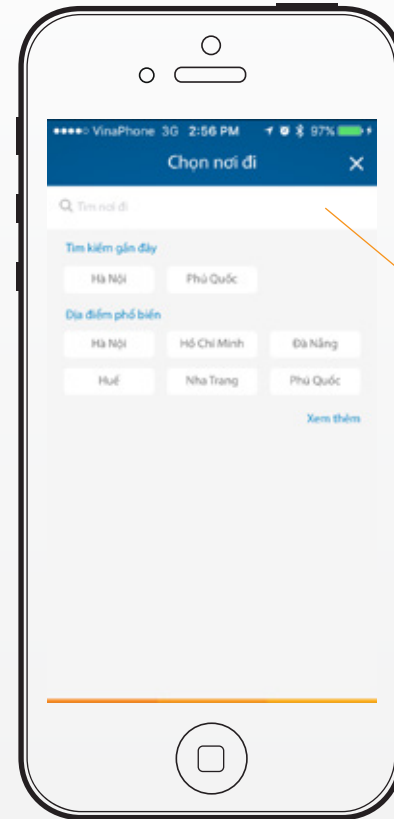 VinaPhone 3G 2:56 PM 97%
Chọn nơi đi
Tìm nơi đi
Tìm kiếm gần đây
Hà Nội Phú Quốc
Địa điểm phổ biến
Hà Nội Hồ Chí Minh Đà Nẵng
Huế Nha Trang Phú Quốc
Xem thêm